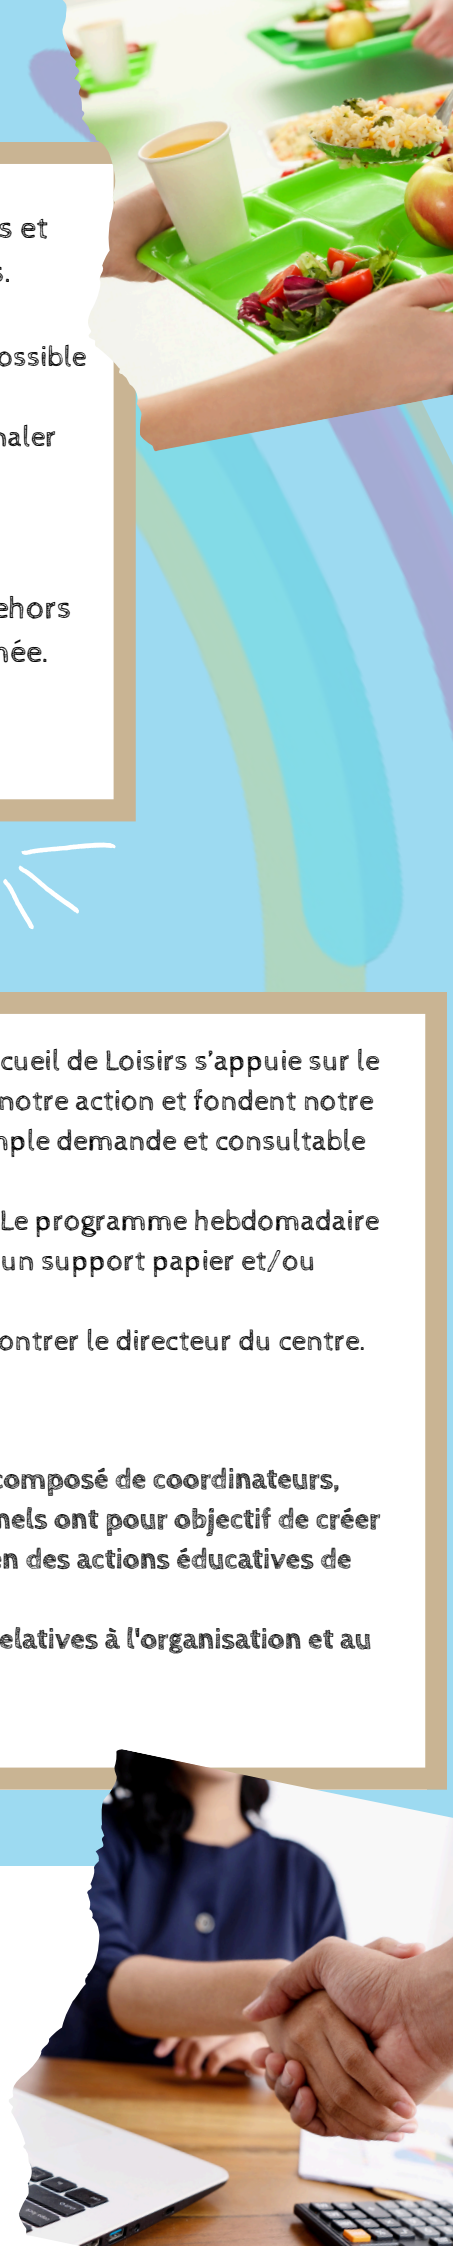 s et
s.
ossible
naler
ehors
née.
cueil de Loisirs s'appuie sur le
notre action et fondent notre
mple demande et consultable
Le programme hebdomadaire
un support papier et/ou
ontrer le directeur du centre.
composé de coordinateurs,
nels ont pour objectif de créer
en des actions éducatives de
elatives à l'organisation et au